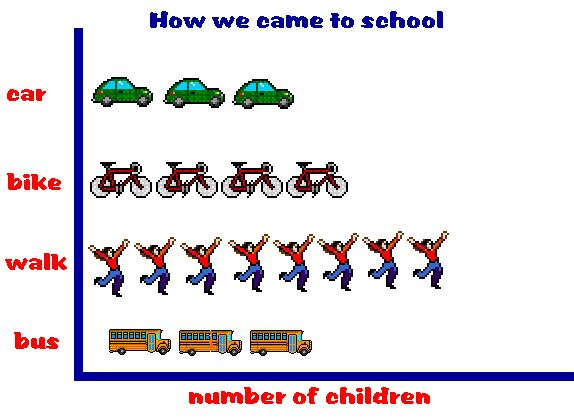 How we came to school
car
bike
walk
bus
number of children